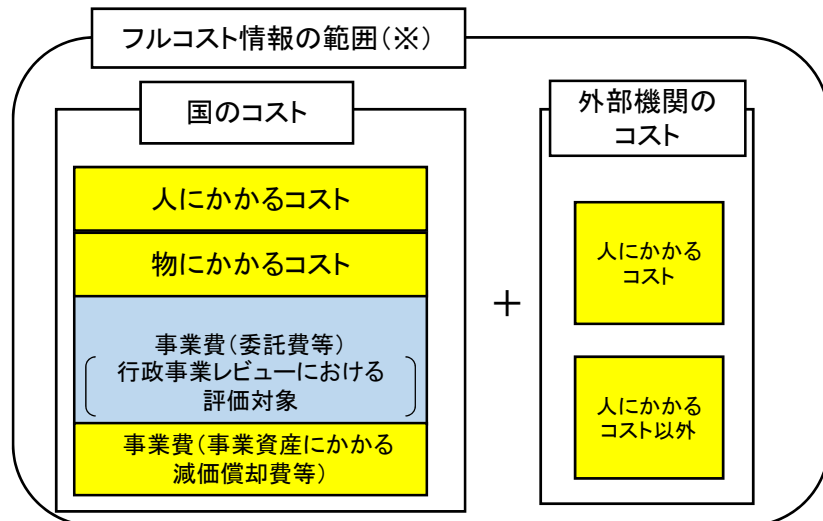 フルコスト情報の範囲(※)
国のコスト
人にかかるコスト
物にかかるコスト
事業費(委託費等)
行政事業レビューにおける
評価対象
事業費(事業資産にかかる
減価償却費等)
+
外部機関の
コスト
人にかかる
コスト
人にかかる
コスト以外